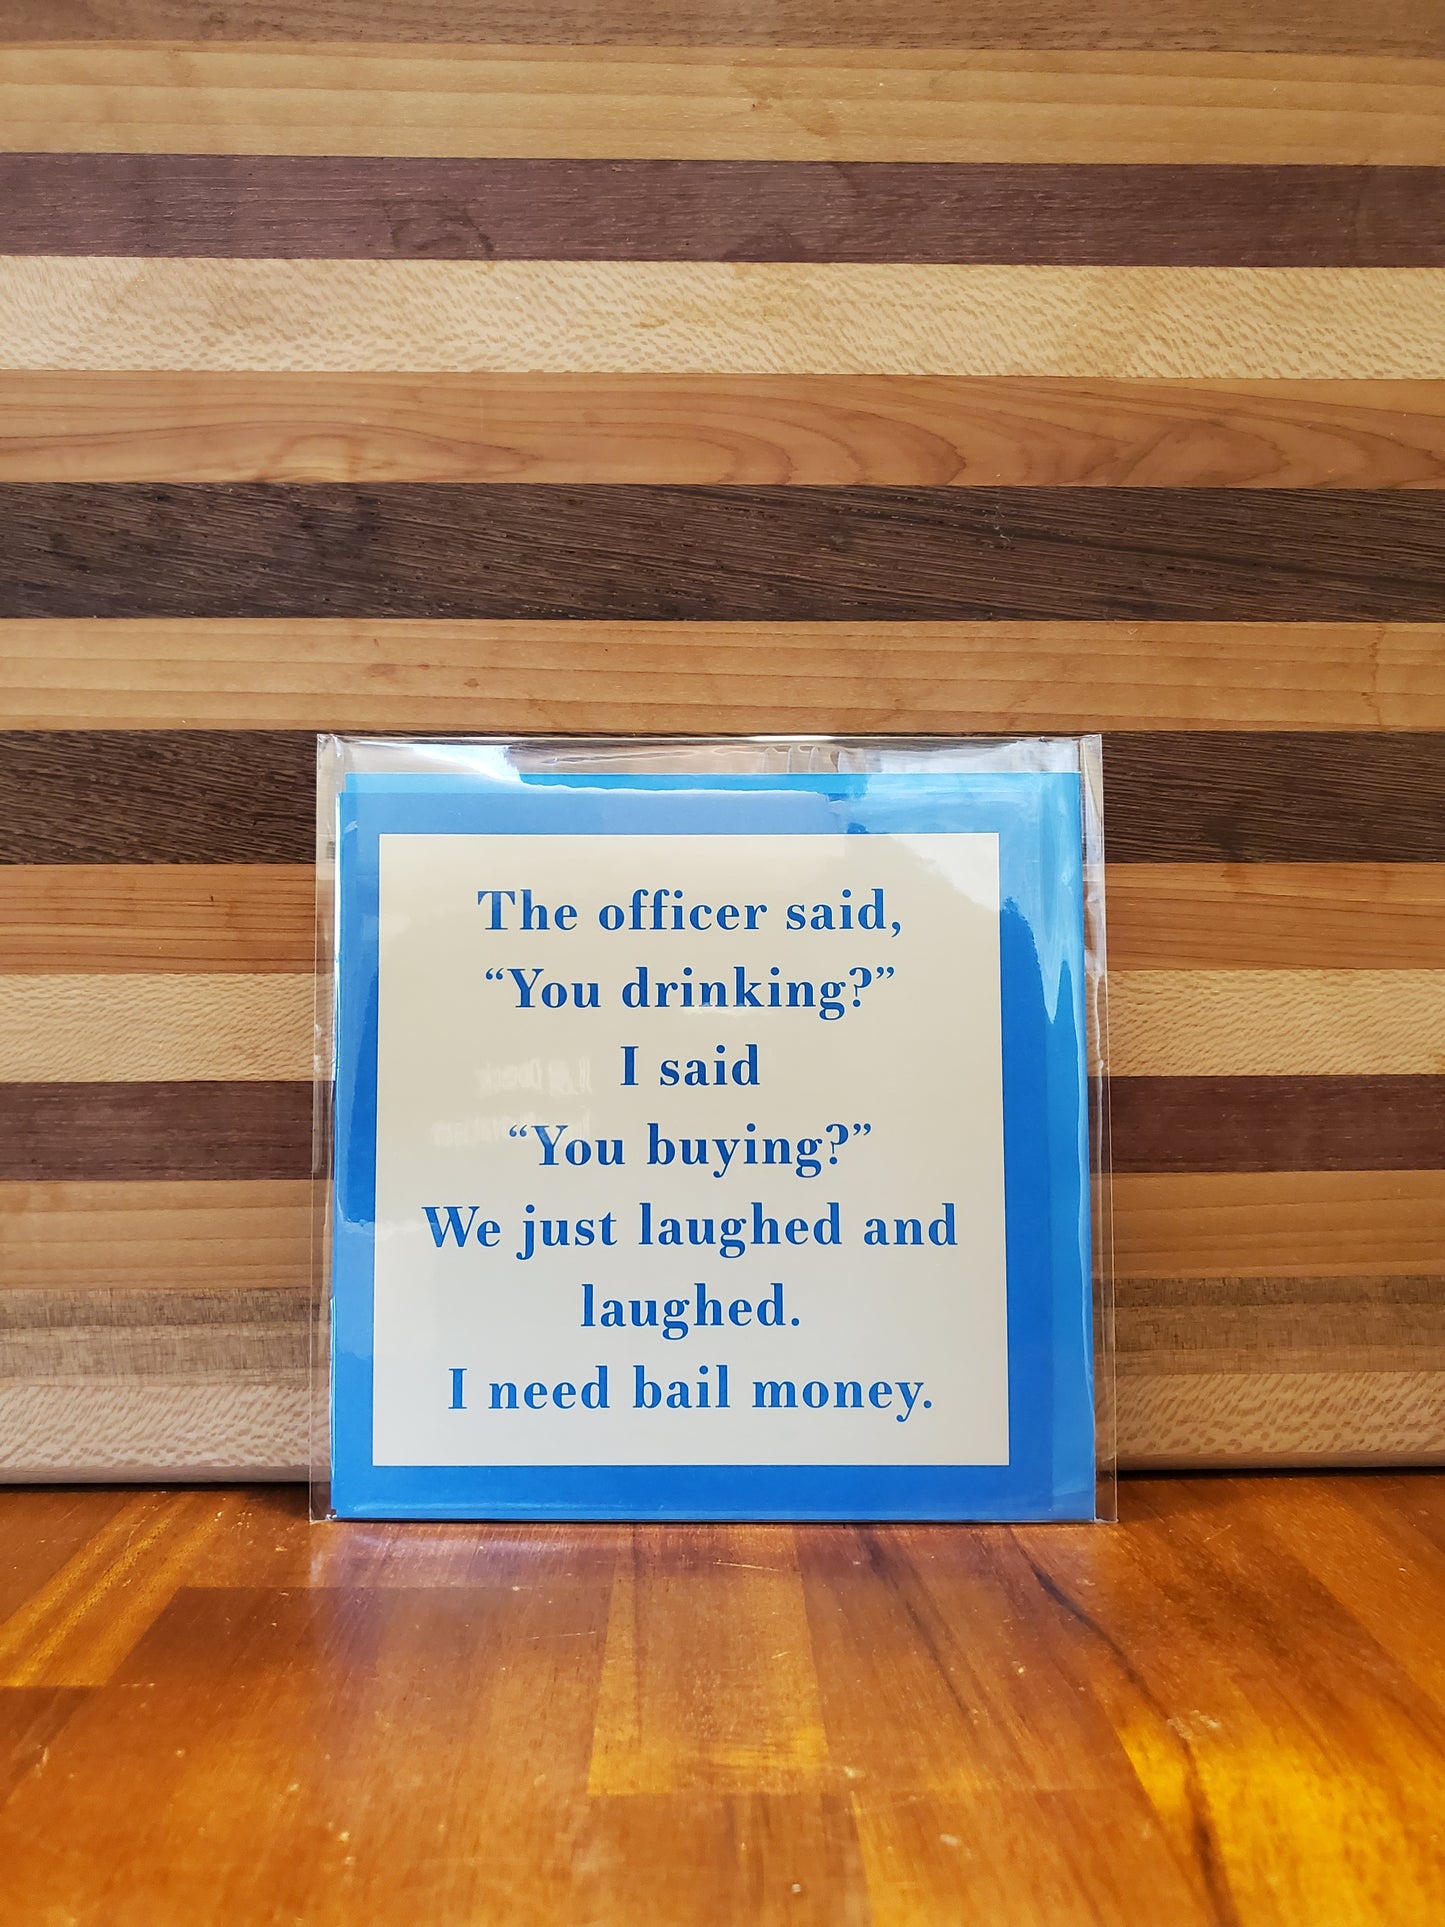 The officer said,
“You drinking?”
I said
“You buying?”
We just laughed and
laughed.
I need bail money.